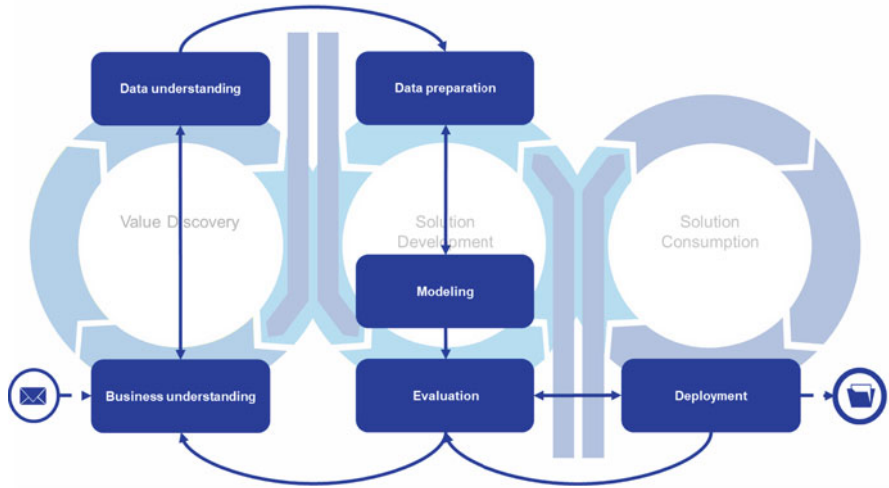 Data understanding
Data preparation
Value Discovery
Solution
Development
Solution
Consumption
Modeling
Business understanding
Evaluation
Deployment